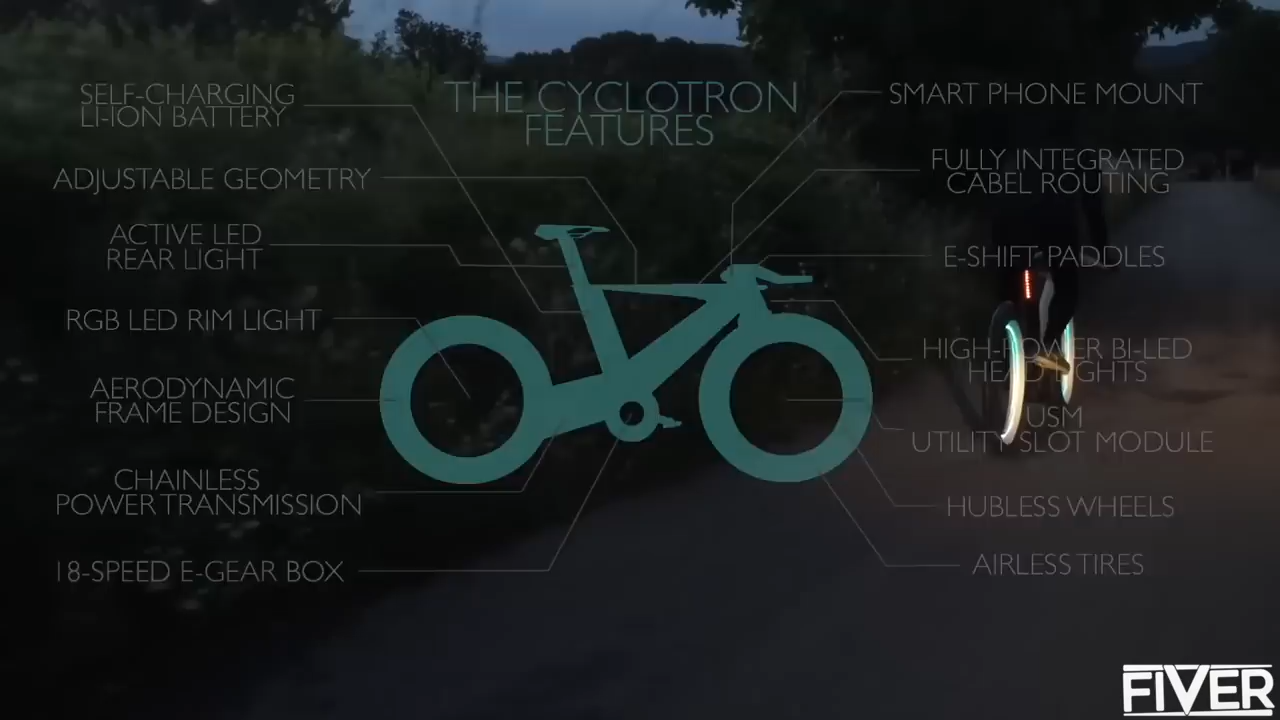 THE CYCLOTRON
FEATURES
SELF-CHARGING
LI-ION BATTERY
ADJUSTABLE GEOMETRY
ACTIVE LED
REAR LIGHT
RGB LED RIM LIGHT
AERODYNAMIC
FRAME DESIGN
CHAINLESS
POWER TRANSMISSION
18-SPEED E-GEAR BOX
SMART PHONE MOUNT
FULLY INTEGRATED
CABEL ROUTING
E-SHIFT PADDLES
HIGH-POWER BI-LED
HEAD LIGHTS
USM
UTILITY SLOT MODULE
HUBLESS WHEELS
AIRLESS TIRES
FIVER